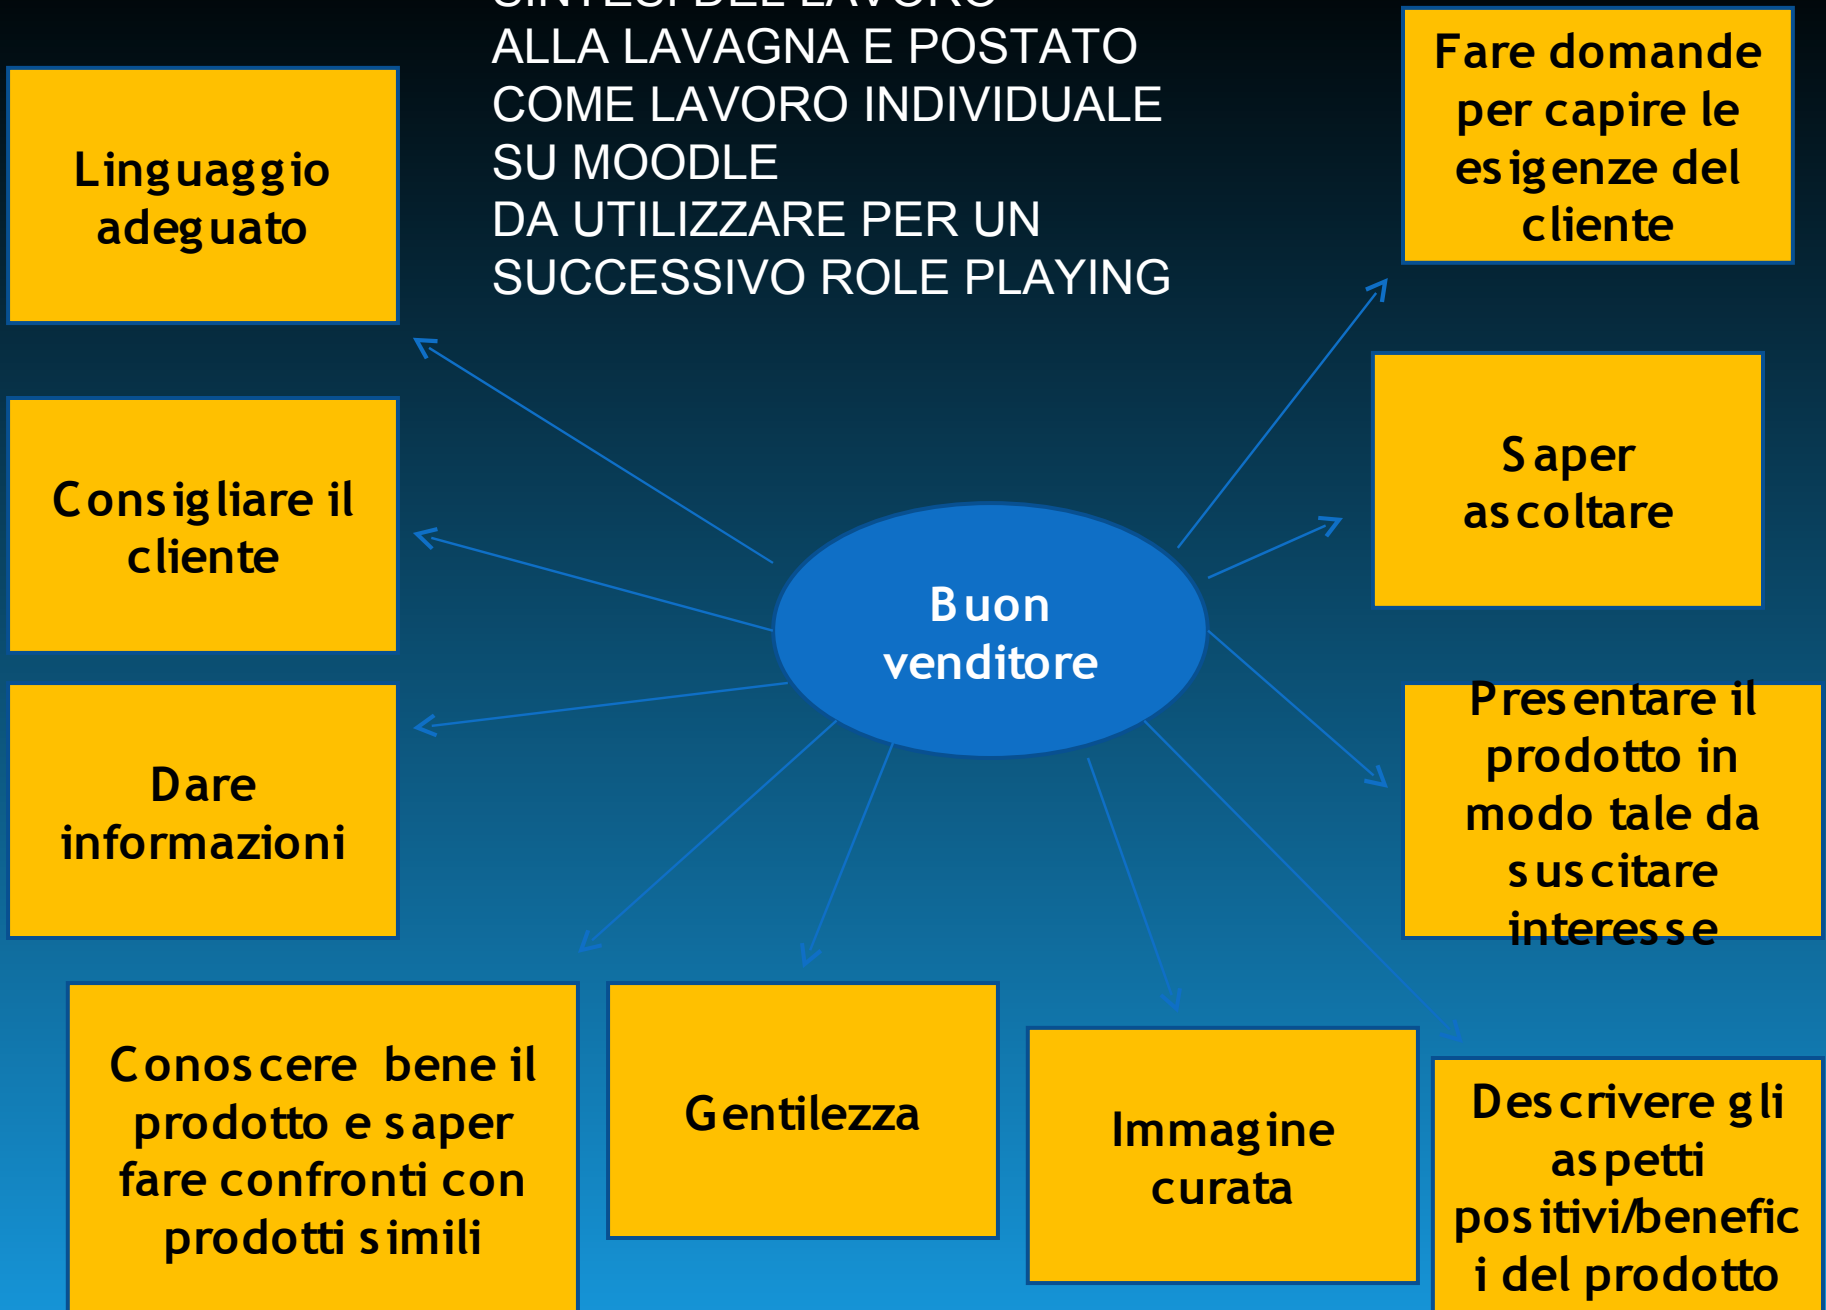 SINTESI DEL LAVORO
ALLA LAVAGNA E POSTATO
COME LAVORO INDIVIDUALE
SU MOODLE
DA UTILIZZARE PER UN
SUCCESSIVO ROLE PLAYING
Linguaggio
adeguato
Consigliare il
cliente
Dare
informazioni
Conoscere bene il
prodotto e saper
fare confronti con
prodotti simili
Gentilezza
Immagine
curata
Descrivere gli
aspetti
positivi/benefic
i del prodotto
Presentare il
prodotto in
modo tale da
suscitare
interesse
Saper
ascoltare
Fare domande
per capire le
esigenze del
cliente
Buon
venditore